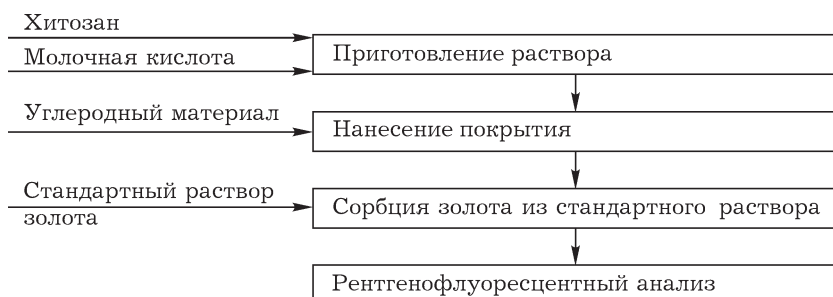 Хитозан
Молочная кислота
Приготовление раствора
Углеродный материал
Нанесение покрытия
Стандартный раствор
золота
Сорбция золота из стандартного раствора
Рентгенофлуоресцентный анализ